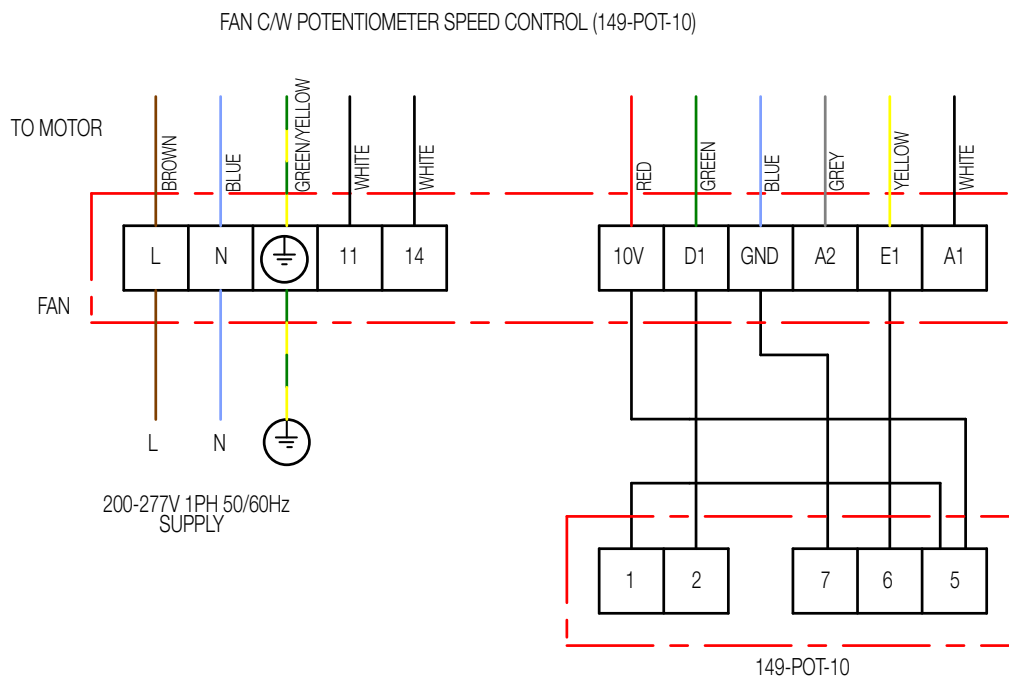 FAN C/W POTENTIOMETER SPEED CONTROL (149-POT-10)
TO MOTOR
BROWN
BLUE
GREEN/YELLOW
WHITE
WHITE
RED
GREEN
BLUE
GREY
YELLOW
WHITE
L N 11 14
10V D1 GND A2 E1 A1
FAN
L N
200-277V 1PH 50/60Hz
SUPPLY
1 2 7 6 5
149-POT-10